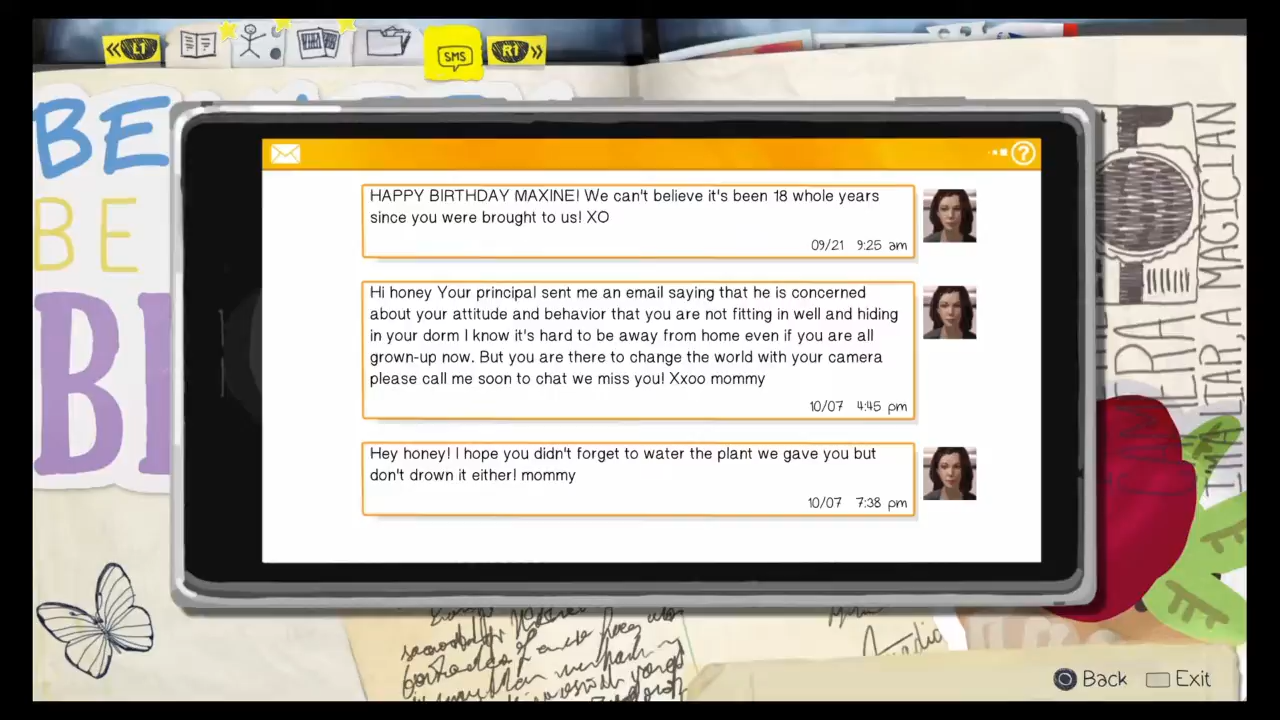 L1
SMS
R1
BE
BE
HAPPY BIRTHDAY MAXINE! We can't believe it's been 18 whole years
since you were brought to us! XO
09/21 9:25 am
Hi honey Your principal sent me an email saying that he is concerned
about your attitude and behavior that you are not fitting in well and hiding
in your dorm I know it's hard to be away from home even if you are all
grown-up now. But you are there to change the world with your camera
please call me soon to chat we miss you! Xxoo mommy
10/07 4:45 pm
Hey honey! I hope you didn't forget to water the plant we gave you but
don't drown it either! mommy
10/07 7:38 pm
LIAR, A MAGICIAN
Back
Exit